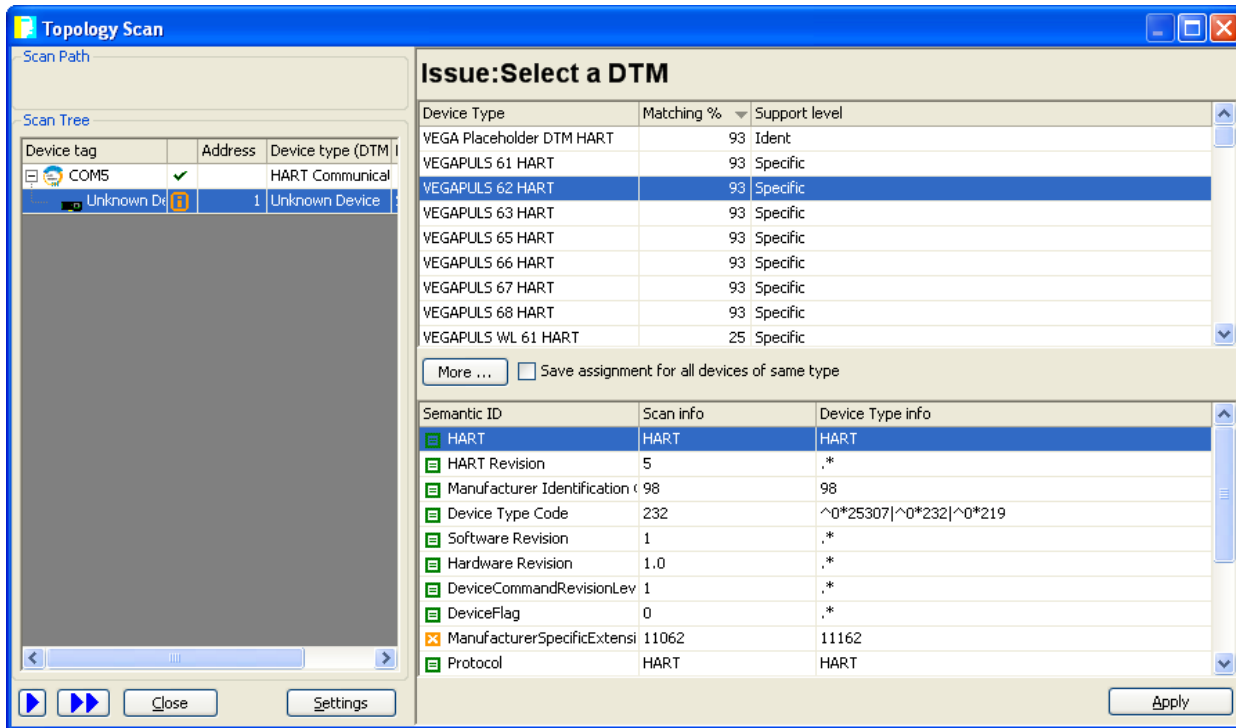 Topology Scan
Scan Path
Scan Tree
Device tag Address Device type (DTM
COM5 HART Communicat
Unknown De 1 Unknown Device
Issue:Select a DTM
Device Type Matching % Support level
VEGA Placeholder DTM HART 93 Ident
VEGAPULS 61 HART 93 Specific
VEGAPULS 62 HART 93 Specific
VEGAPULS 63 HART 93 Specific
VEGAPULS 65 HART 93 Specific
VEGAPULS 66 HART 93 Specific
VEGAPULS 67 HART 93 Specific
VEGAPULS 68 HART 93 Specific
VEGAPULS WL 61 HART 25 Specific
More ... Save assignment for all devices of same type
Semantic ID Scan info Device Type info
HART HART HART
HART Revision 5 .*
Manufacturer Identification 98 98
Device Type Code 232 ^0*25307|^0*232|^0*219
Software Revision 1 .*
Hardware Revision 1.0 .*
DeviceCommandRevisionLev 1 .*
DeviceFlag 0 .*
ManufacturerSpecificExtensi 11062 11162
Protocol HART HART
Close Settings Apply